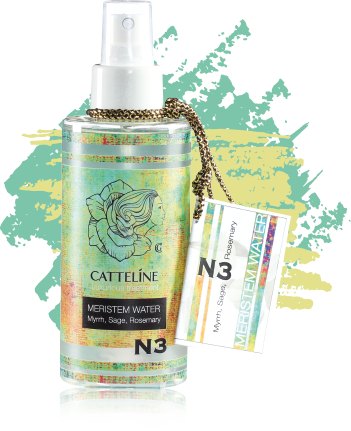 CATTELINE
MERISTEM WATER
Myrrh, Sage, Rosemary
N3
N3
Myrrh, Sage, Rosemary
MERISTEM WATER